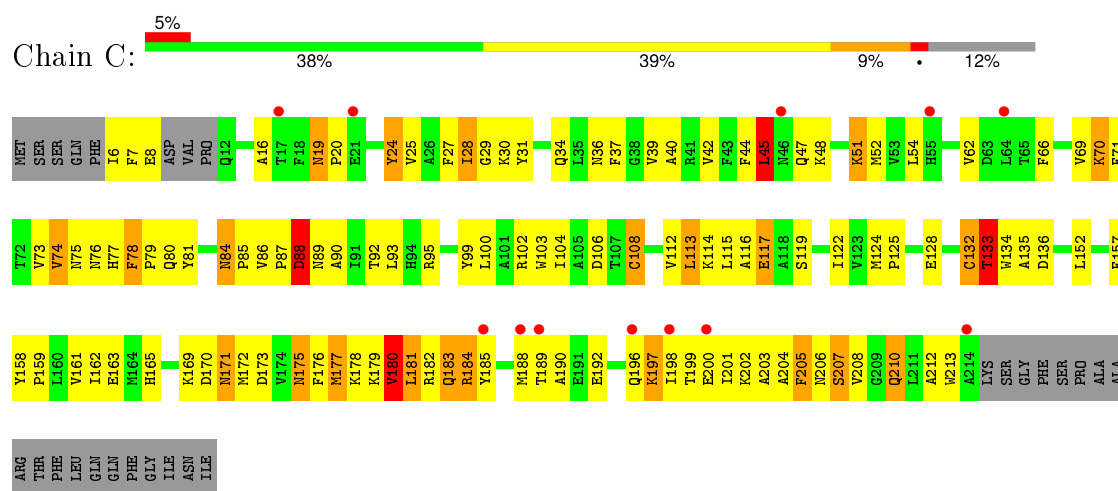 5%
Chain C:
38% 39% 9% • 12%
MET SER SER GLN PHE I6 F7 E8 ASP VAL PRO Q12 A16 T17 F18 N19 P20 E21 Y24 V25 A26 F27 I28 G29 K30 Y31 Q34 L35 N36 F37 G38 V39 A40 R41 V42 F43 F44 L45 N46 Q47 K48 K51 M52 V53 L54 H55 V62 D63 L64 T65 F66 V69 K70 E71
T72 V73 V74 N75 N76 H77 F78 P79 Q80 Y81 N84 P85 V86 P87 D88 N89 A90 I91 T92 L93 H94 R95 Y99 L100 A101 R102 W103 I104 A105 D106 T107 C108 V112 L113 K114 L115 A116 E117 A118 S119 I122 V123 M124 P125 E128 C132 T133 W134 A135 D136 L152 E157
Y158 P159 L160 V161 I162 E163 M164 H165 K169 D170 N171 M172 D173 V174 N175 F176 M177 K178 K179 V180 L181 R182 Q183 R184 Y185 M188 T189 A190 E191 E192 Q196 K197 I198 T199 E200 I201 K202 A203 A204 F205 N206 S207 V208 G209 Q210 L211 A212 W213 A214 LYS SER GLY PHE SER PRO ALA ALA
ARG THR PHE LEU GLN GLN PHE GLY ILE ASN ILE